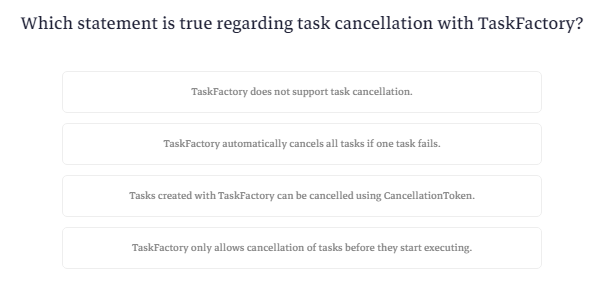 Which statement is true regarding task cancellation with TaskFactory?
TaskFactory does not support task cancellation.
TaskFactory automatically cancels all tasks if one task fails.
Tasks created with TaskFactory can be cancelled using CancellationToken.
TaskFactory only allows cancellation of tasks before they start executing.